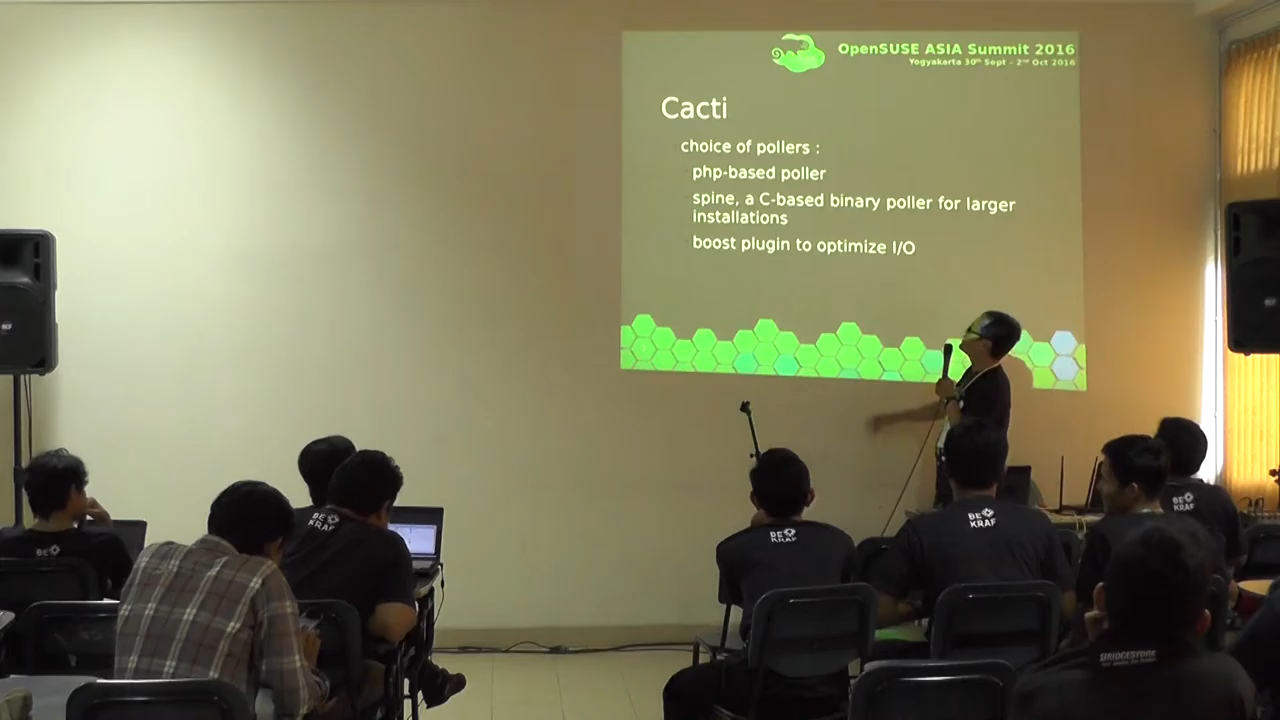 OpenSUSE ASIA Summit 2016
Yogyakarta 30th Sept - 2nd Oct 2016
Cacti
choice of pollers :
php-based poller
spine, a C-based binary poller for larger
installations
boost plugin to optimize I/O
BE
KRAF
BE
KRAF
BE
KRAF
BE
KRAF
BE
BRIDGESTONE